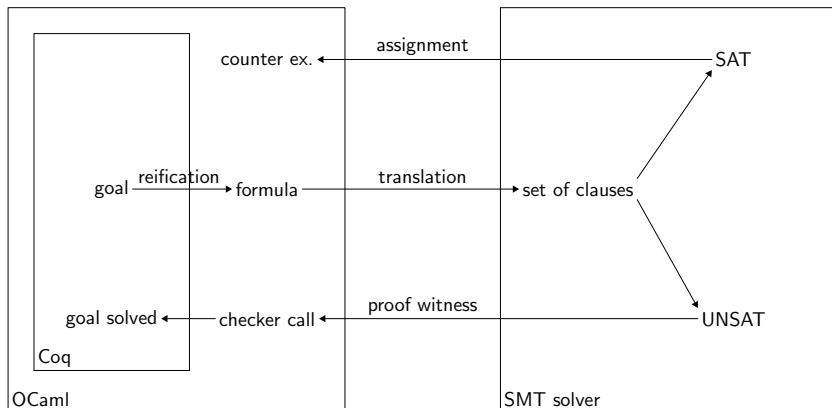 counter ex. assignment SAT
goal reification formula translation set of clauses
goal solved checker call proof witness UNSAT
Coq
OCaml SMT solver